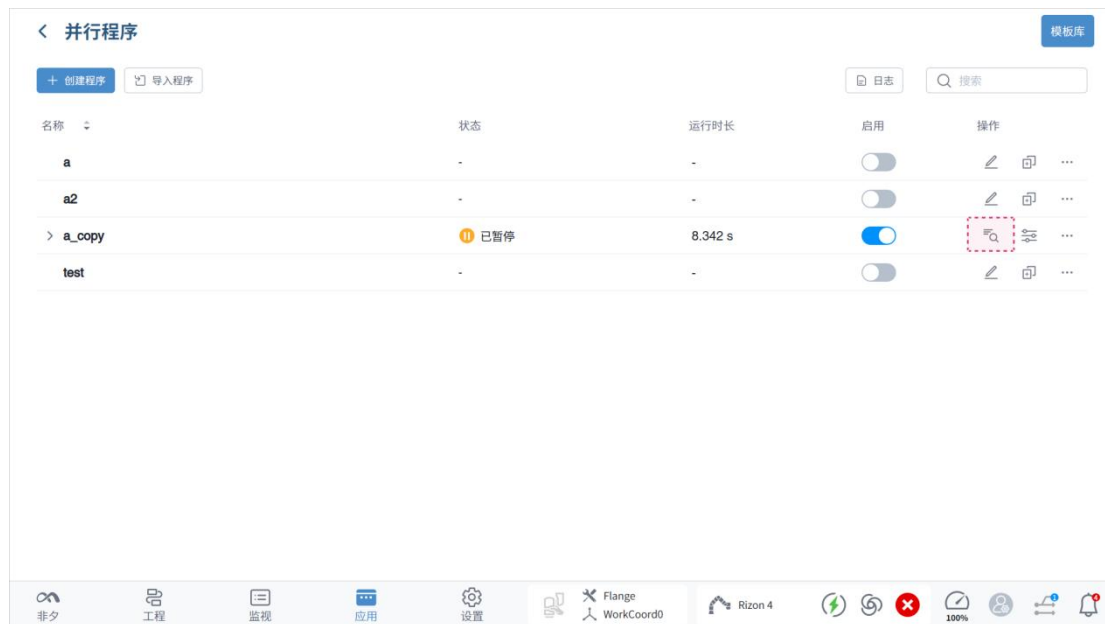 并行程序
模板库
创建程序 导入程序 日志 搜索
名称 状态 运行时长 启用 操作
a - -
a2 - -
a_copy 已暂停 8.342 s
test - -
非夕 工程 监视 应用 设置 Flange WorkCoord0 Rizon 4 100% 1 4